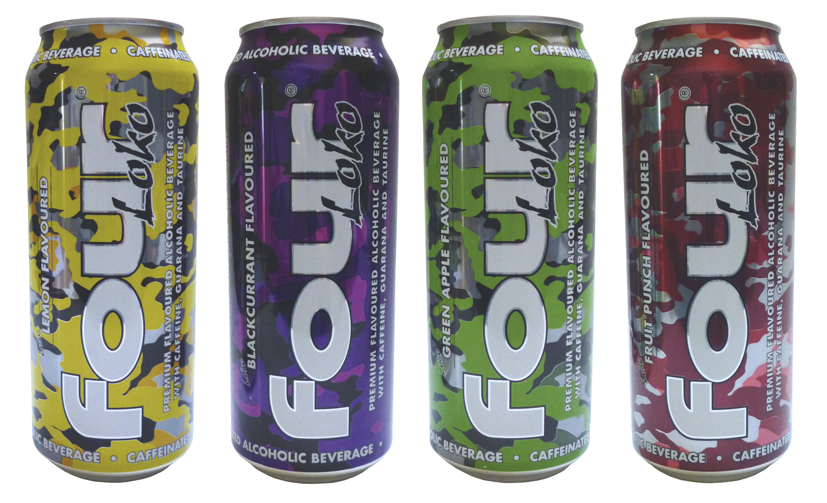 LIC BEVERAGE • CAFFEINATED
LEMON FLAVOURED
four
Loko
®
PREMIUM FLAVOURED ALCOHOLIC BEVERAGE
WITH CAFFEINE, GUARANA AND TAURINE
LIC BEVERAGE • CAFFEINATED
ED ALCOHOLIC BEVERAGE •
BLACKCURRANT FLAVOURED
four
Loko
®
PREMIUM FLAVOURED ALCOHOLIC BEVERAGE
WITH CAFFEINE, GUARANA AND TAURINE
ED ALCOHOLIC BEVERAGE •
LIC BEVERAGE • CAFFEINATED
GREEN APPLE FLAVOURED
four
Loko
®
PREMIUM FLAVOURED ALCOHOLIC BEVERAGE
WITH CAFFEINE, GUARANA AND TAURINE
OLIC BEVERAGE • CAFFEINATE
LIC BEVERAGE • CAFFEINATED
FRUIT PUNCH FLAVOURED
four
Loko
®
PREMIUM FLAVOURED ALCOHOLIC BEVERAGE
WITH CAFFEINE, GUARANA AND TAURINE
OLIC BEVERAGE • CAFFEINATE